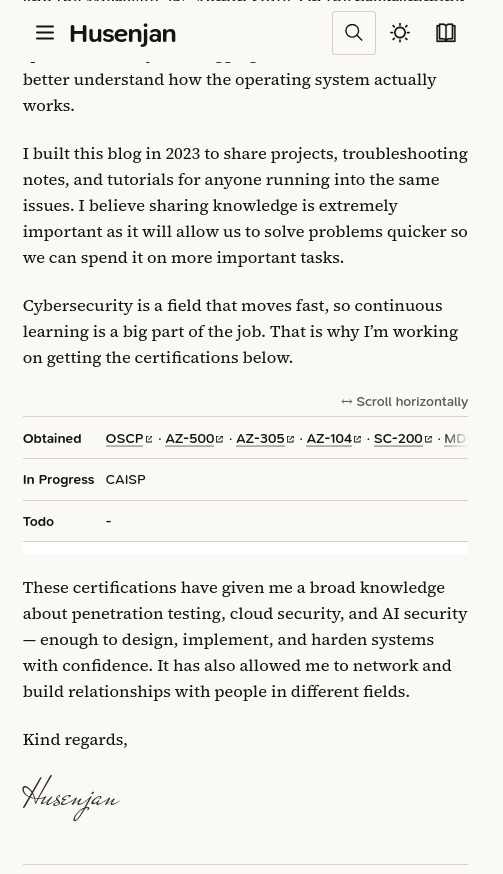 Husenjan
better understand how the operating system actually
works.
I built this blog in 2023 to share projects, troubleshooting
notes, and tutorials for anyone running into the same
issues. I believe sharing knowledge is extremely
important as it will allow us to solve problems quicker so
we can spend it on more important tasks.
Cybersecurity is a field that moves fast, so continuous
learning is a big part of the job. That is why I’m working
on getting the certifications below.
↔ Scroll horizontally
Obtained OSCP · AZ-500 · AZ-305 · AZ-104 · SC-200 · MD
In Progress CAISP
Todo -
These certifications have given me a broad knowledge
about penetration testing, cloud security, and AI security
— enough to design, implement, and harden systems
with confidence. It has also allowed me to network and
build relationships with people in different fields.
Kind regards,
Husenjan